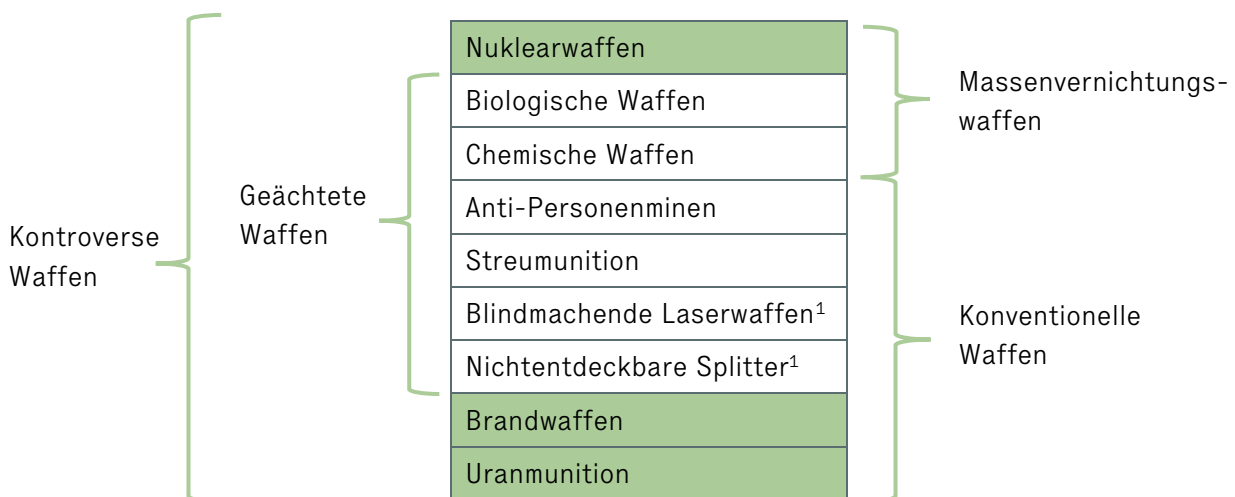 Kontroverse
Waffen
Geächtete
Waffen
Nuklearwaffen
Biologische Waffen
Chemische Waffen
Anti-Personenminen
Streumunition
Blindmachende Laserwaffen¹
Nichtentdeckbare Splitter¹
Brandwaffen
Uranmunition
Massenvernichtungs-
waffen
Konventionelle
Waffen